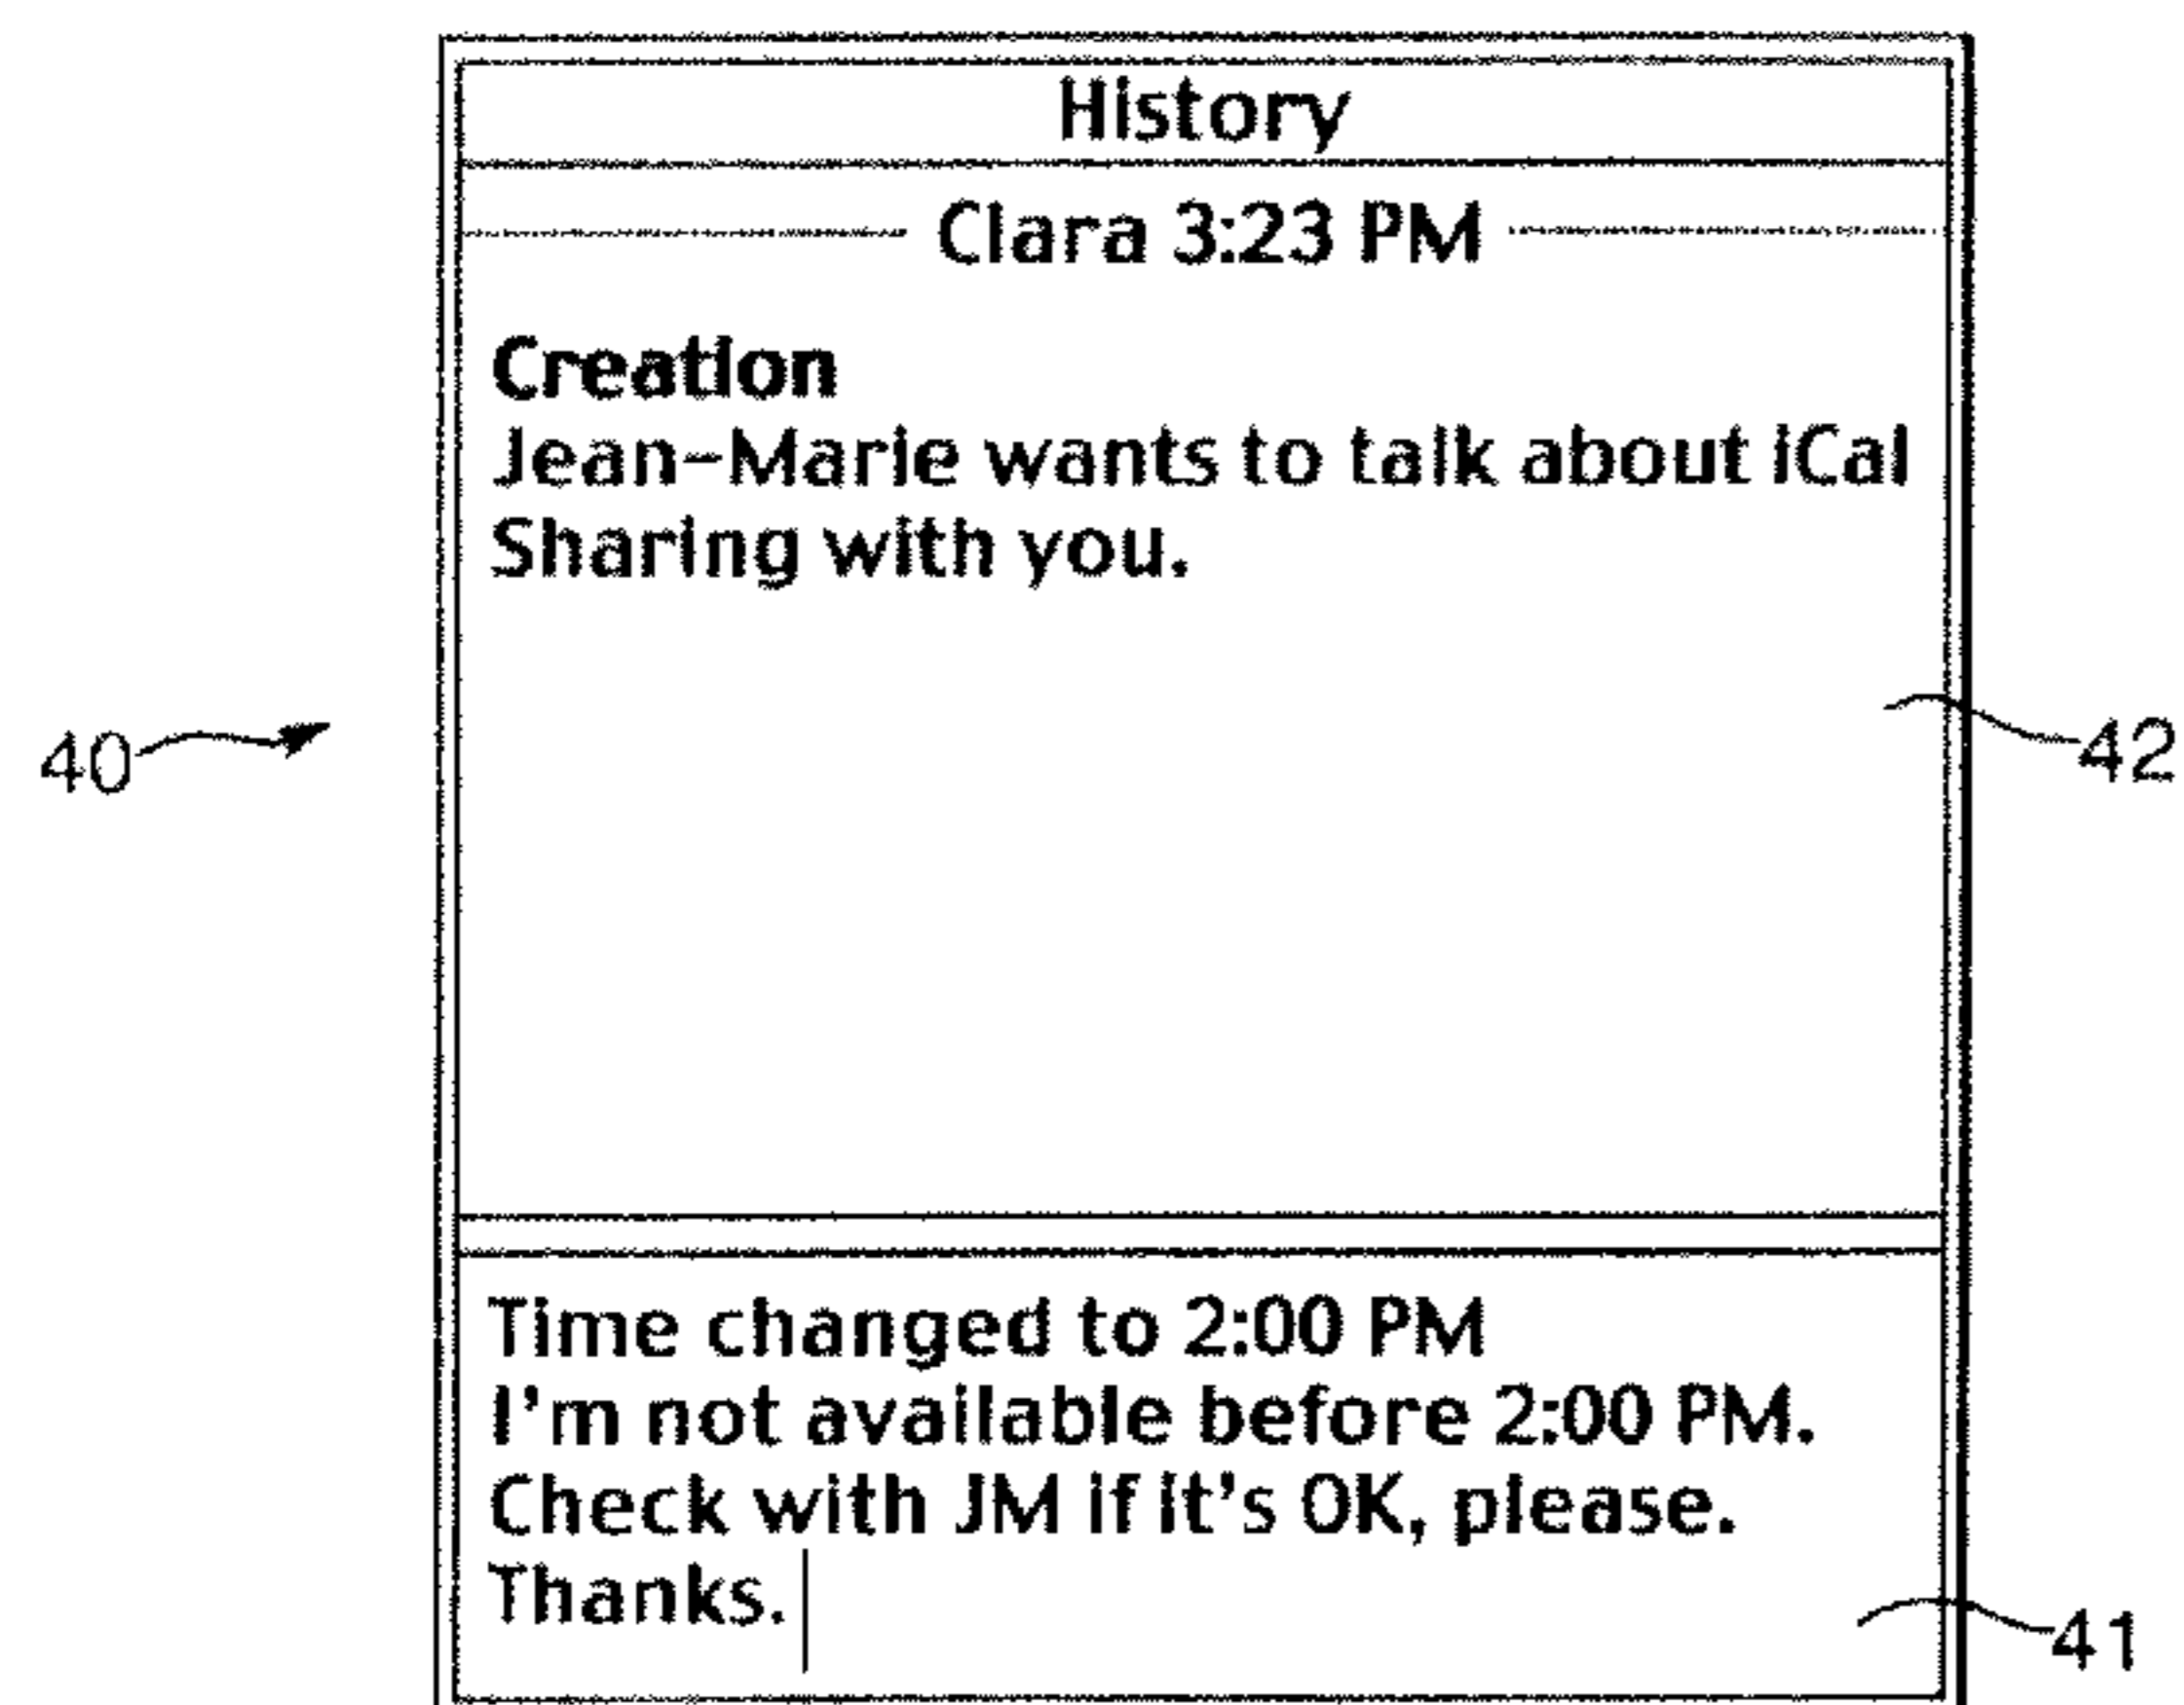 History
Clara 3:23 PM
Creation
Jean-Marie wants to talk about iCal
Sharing with you.
40
42
Time changed to 2:00 PM
I'm not available before 2:00 PM.
Check with JM if it's OK, please.
Thanks.
41